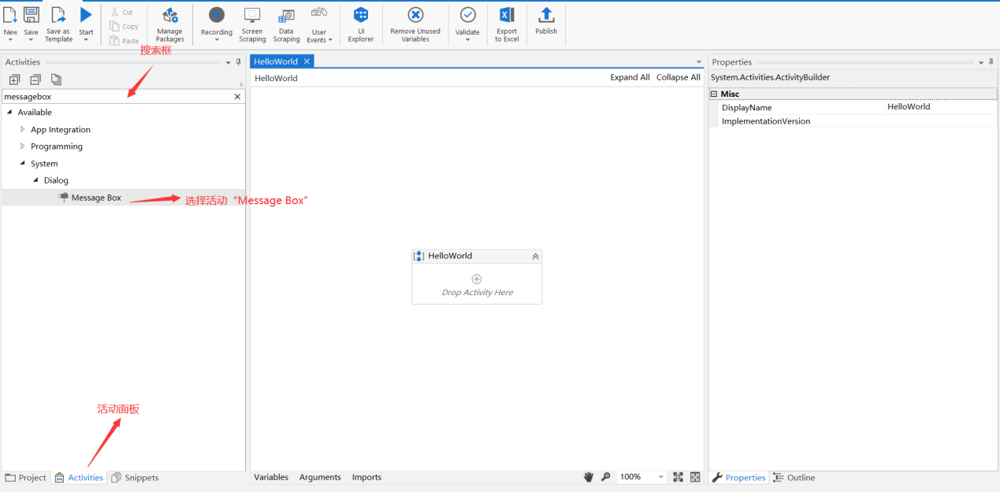 New
Save
Save as Template
Start
Cut
Copy
Paste
Manage Packages
Recording
Screen Scraping
Data Scraping
User Events
UI Explorer
Remove Unused Variables
Validate
Export to Excel
Publish
搜索框
Activities
messagebox
Available
App Integration
Programming
System
Dialog
Message Box
选择活动“Message Box”
活动面板
Project
Activities
Snippets
HelloWorld
HelloWorld
Expand All
Collapse All
HelloWorld
Drop Activity Here
Variables
Arguments
Imports
100%
Properties
System.Activities.ActivityBuilder
Misc
DisplayName
HelloWorld
ImplementationVersion
Properties
Outline